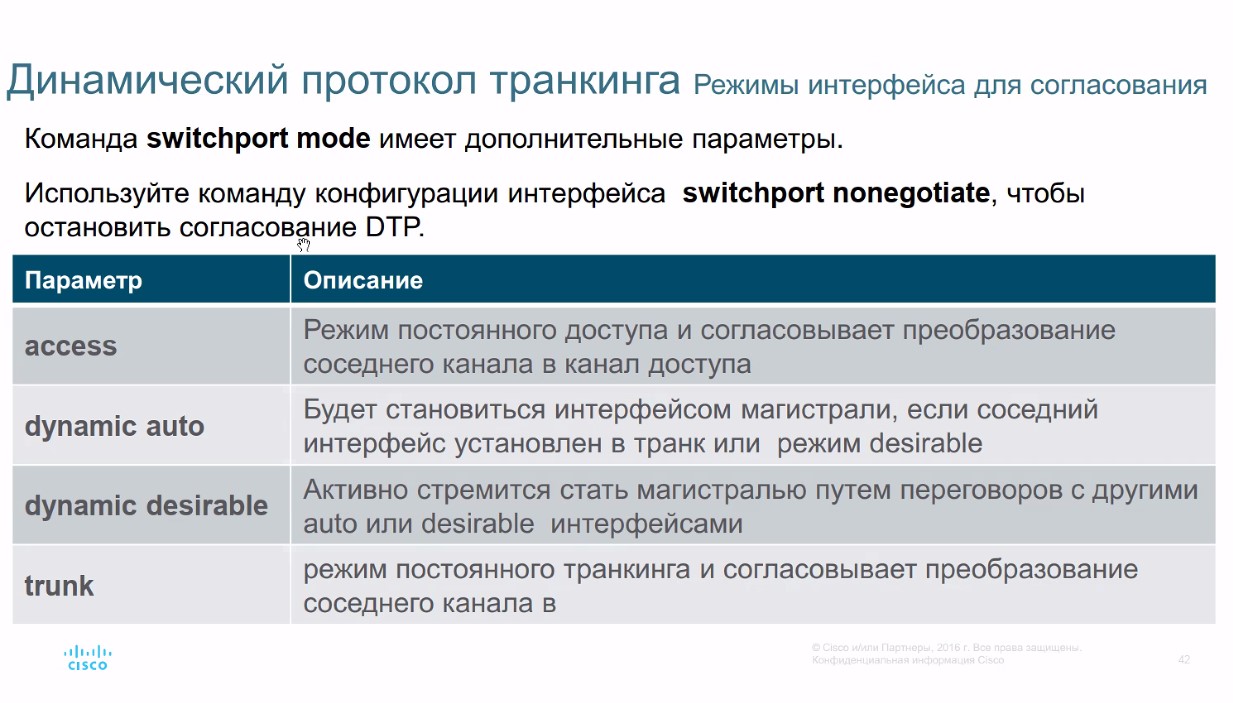 Динамический протокол транкинга Режимы интерфейса для согласования
Команда switchport mode имеет дополнительные параметры.
Используйте команду конфигурации интерфейса switchport nonegotiate, чтобы
остановить согласование DTP.
Параметр Описание
access
Режим постоянного доступа и согласовывает преобразование
соседнего канала в канал доступа
dynamic auto
Будет становиться интерфейсом магистрали, если соседний
интерфейс установлен в транк или режим desirable
dynamic desirable
Активно стремится стать магистралью путем переговоров с другими
auto или desirable интерфейсами
trunk
режим постоянного транкинга и согласовывает преобразование
соседнего канала в
CISCO
© Cisco и/или Партнеры, 2016 г. Все права защищены.
Конфиденциальная информация Cisco
42